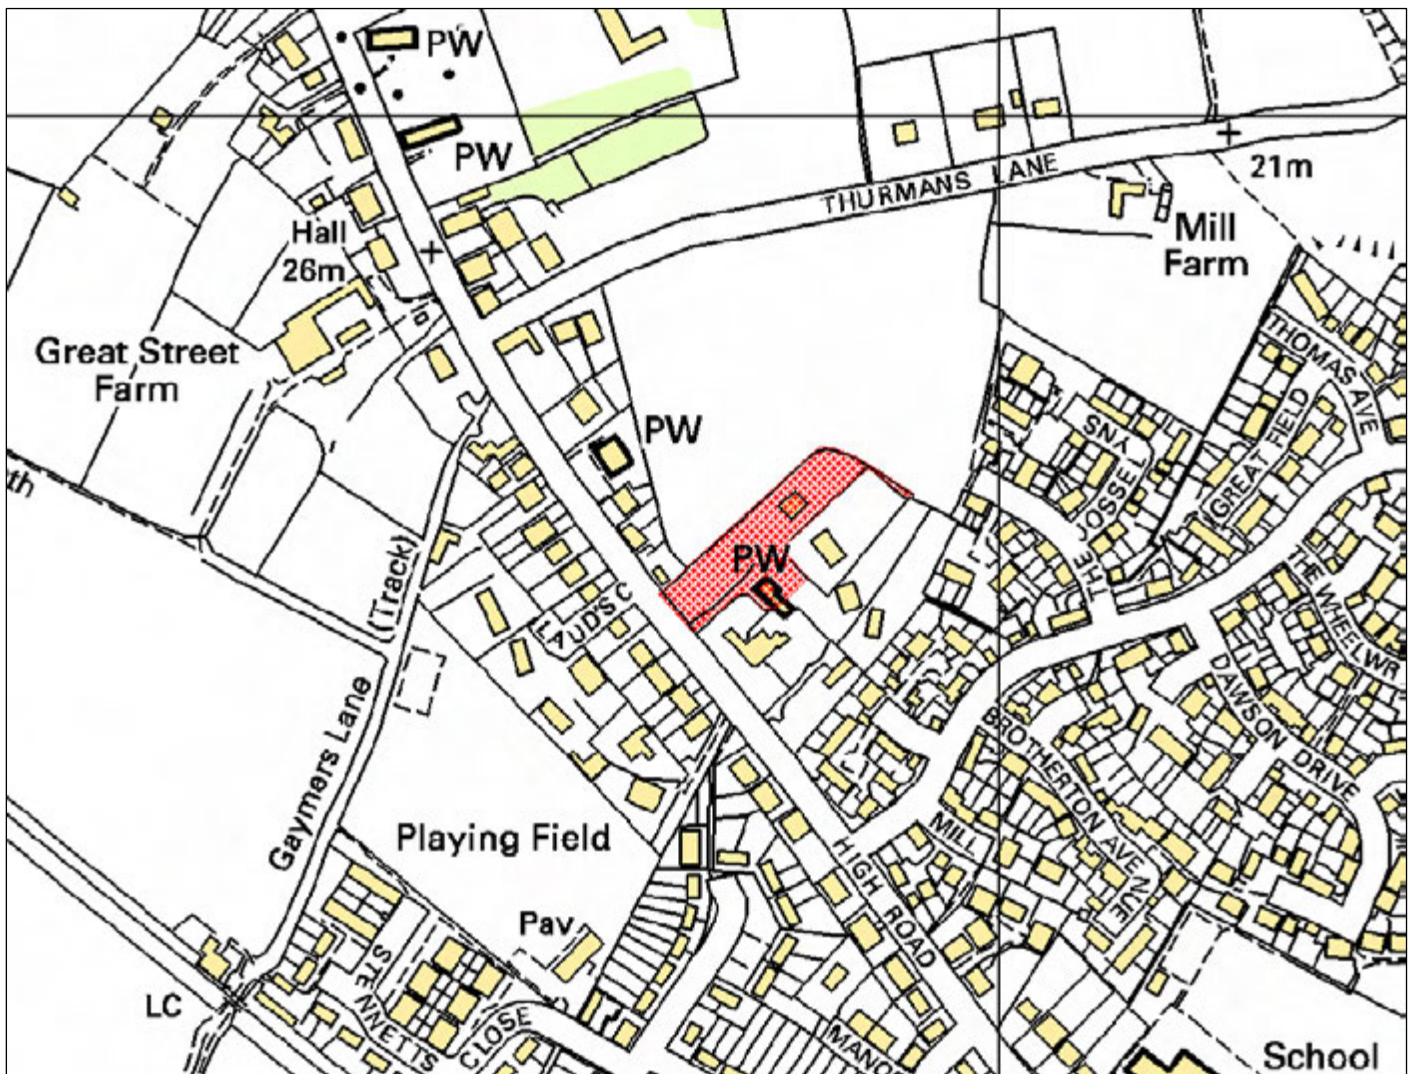 PW
PW
THURMANS LANE
21m
Hall
26m
Mill
Farm
Great Street
Farm
THOMAS AVE
PW
GREAT FIELD
THE JOSSELYNS
th
(Track)
PW
THE WHEELWR
AUD'S C
DAWSON DRIVE
Gaymers Lane
BROTHERTON AVENUE
Playing Field
MILL
HIGH ROAD
Pav
STENNETTS
CLOSE
LC
MANO
School